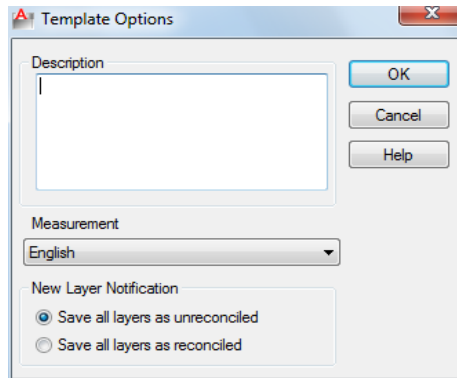 Template Options
Description
OK
Cancel
Help
Measurement
English
New Layer Notification
Save all layers as unreconciled
Save all layers as reconciled